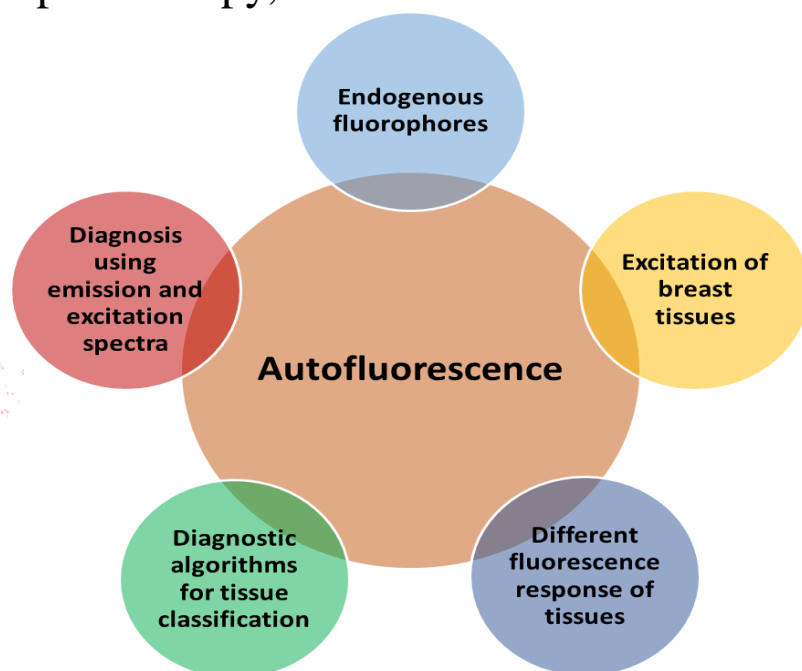 Endogenous
fluorophores
Diagnosis
using
emission and
excitation
spectra
Excitation of
breast
tissues
Autofluorescence
Diagnostic
algorithms
for tissue
classification
Different
fluorescence
response of
tissues